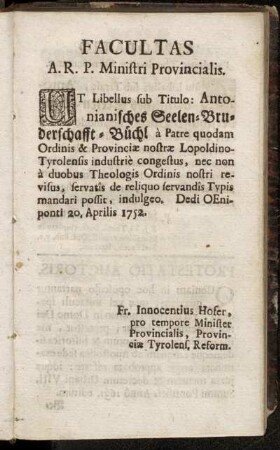 FACULTAS
A. R. P. Ministri Provincialis.
UT Libellus sub Titulo: Anto-
nianisches Seelen-Bru-
derschafft-Büchl à Patre quodam
Ordinis & Provinciæ nostræ Lopoldino-
Tyrolensis industriè congestus, nec non
à duobus Theologis Ordinis nostri re-
visus, servatis de reliquo servandis Typis
mandari possit, indulgeo. Dedi OEni-
ponti 20, Aprilis 1752.
Fr. Innocentius Hofer,
pro tempore Minister
Provincialis, Provin-
ciæ Tyrolens, Reform.